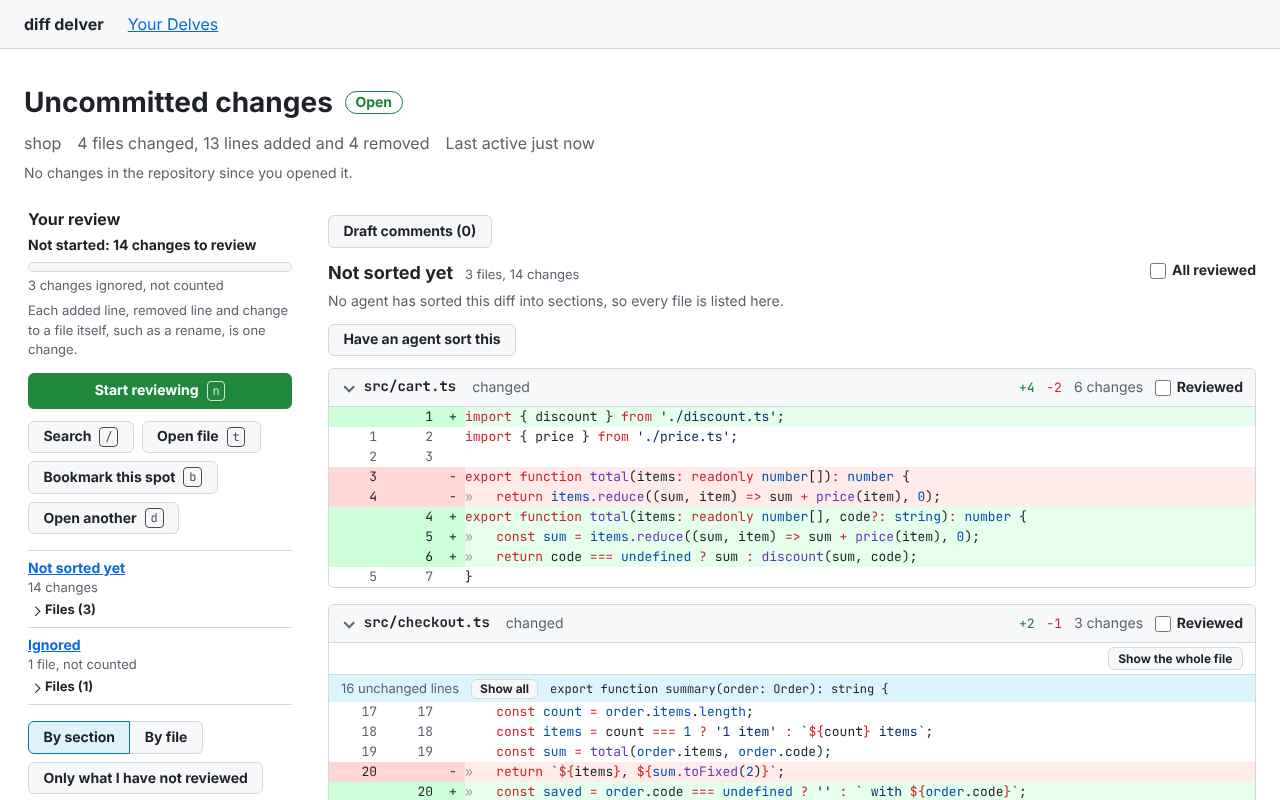 diff delver Your Delves
Uncommitted changes Open
shop 4 files changed, 13 lines added and 4 removed Last active just now
No changes in the repository since you opened it.
Your review
Not started: 14 changes to review
3 changes ignored, not counted
Each added line, removed line and change
to a file itself, such as a rename, is one
change.
Start reviewing n
Search / Open file t
Bookmark this spot b
Open another d
Not sorted yet
14 changes
Files (3)
Ignored
1 file, not counted
Files (1)
By section By file
Only what I have not reviewed
Draft comments (0)
Not sorted yet 3 files, 14 changes All reviewed
No agent has sorted this diff into sections, so every file is listed here.
Have an agent sort this
src/cart.ts changed +4 -2 6 changes Reviewed
1 + import { discount } from './discount.ts';
1 2 import { price } from './price.ts';
2 3
3 - export function total(items: readonly number[]): number {
4 - » return items.reduce((sum, item) => sum + price(item), 0);
4 + export function total(items: readonly number[], code?: string): number {
5 + » const sum = items.reduce((sum, item) => sum + price(item), 0);
6 + » return code === undefined ? sum : discount(sum, code);
5 7 }
src/checkout.ts changed +2 -1 3 changes Reviewed
Show the whole file
16 unchanged lines Show all export function summary(order: Order): string {
17 17 const count = order.items.length;
18 18 const items = count === 1 ? '1 item' : `${count} items`;
19 19 const sum = total(order.items, order.code);
20 - » return `${items}, ${sum.toFixed(2)}`;
20 + » const saved = order.code === undefined ? '' : ` with ${order.code}`;